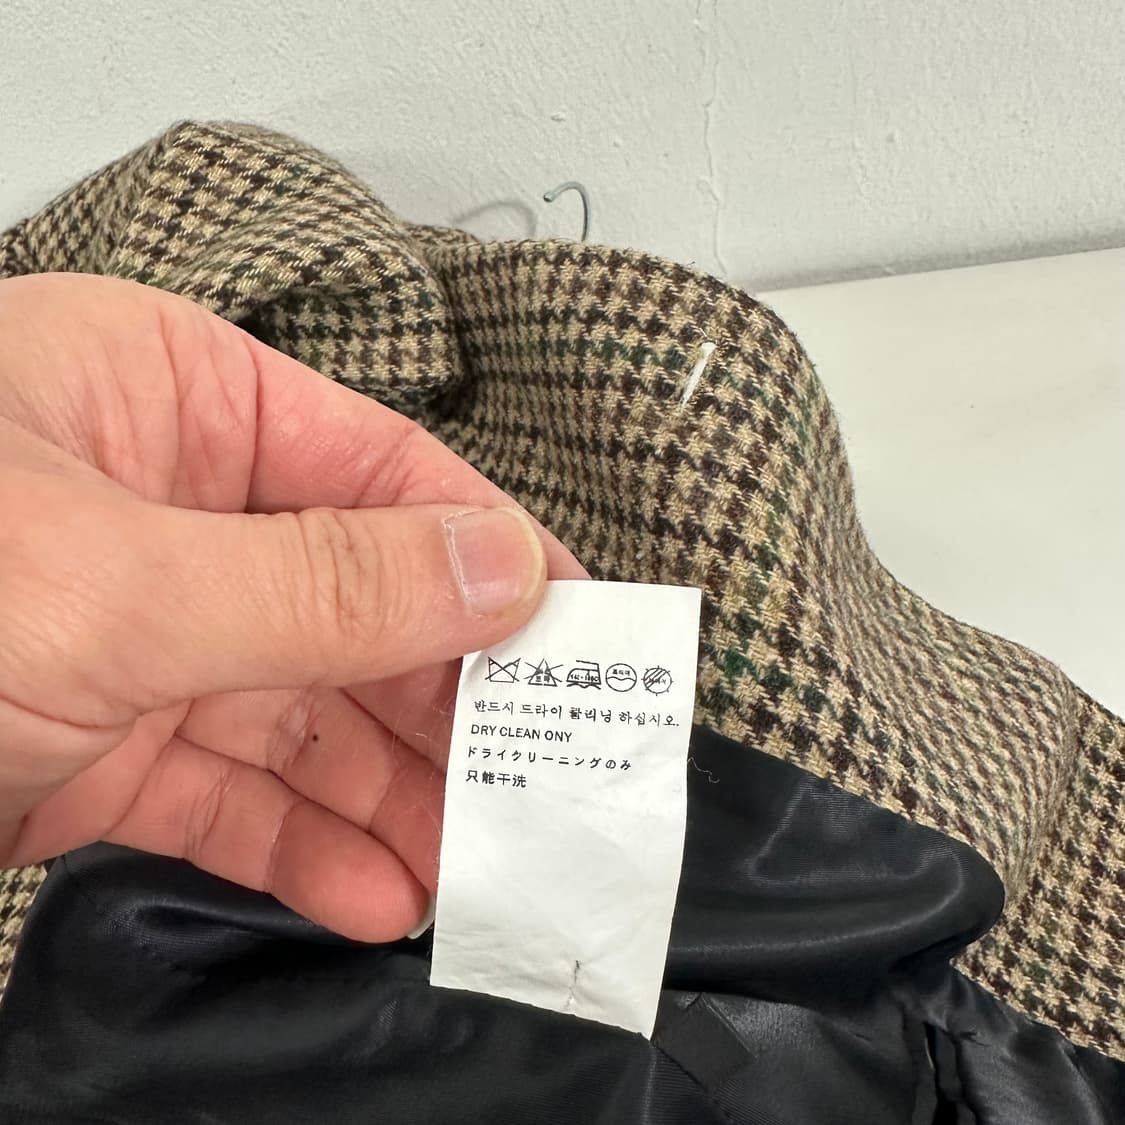 반드시 드라이 클리닝 하십시오.
DRY CLEAN ONY
ドライクリーニングのみ
只能干洗